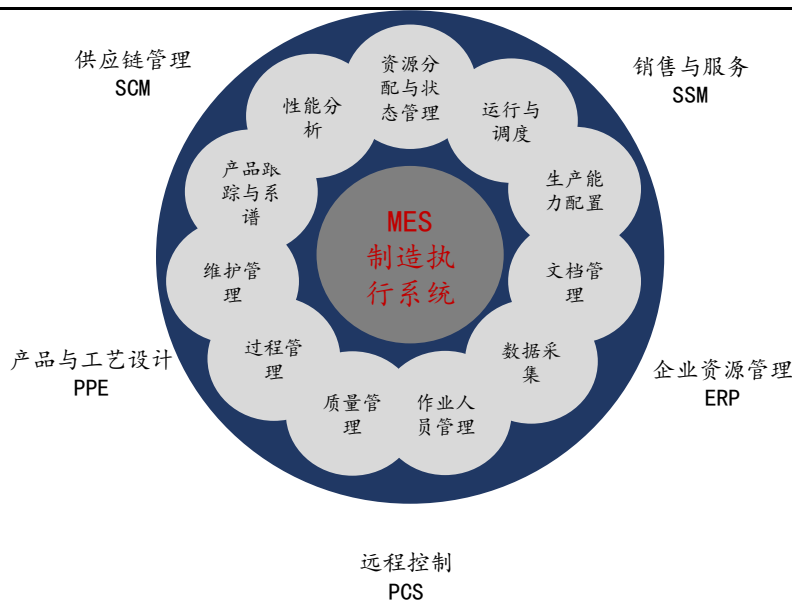 供应链管理
SCM
销售与服务
SSM
资源分
配与状
态管理
性能分
析
运行与
调度
产品跟
踪与系
谱
生产能
力配置
MES
制造执
行系统
维护管
理
文档管
理
过程管
理
数据采
集
质量管
理
作业人
员管理
产品与工艺设计
PPE
企业资源管理
ERP
远程控制
PCS